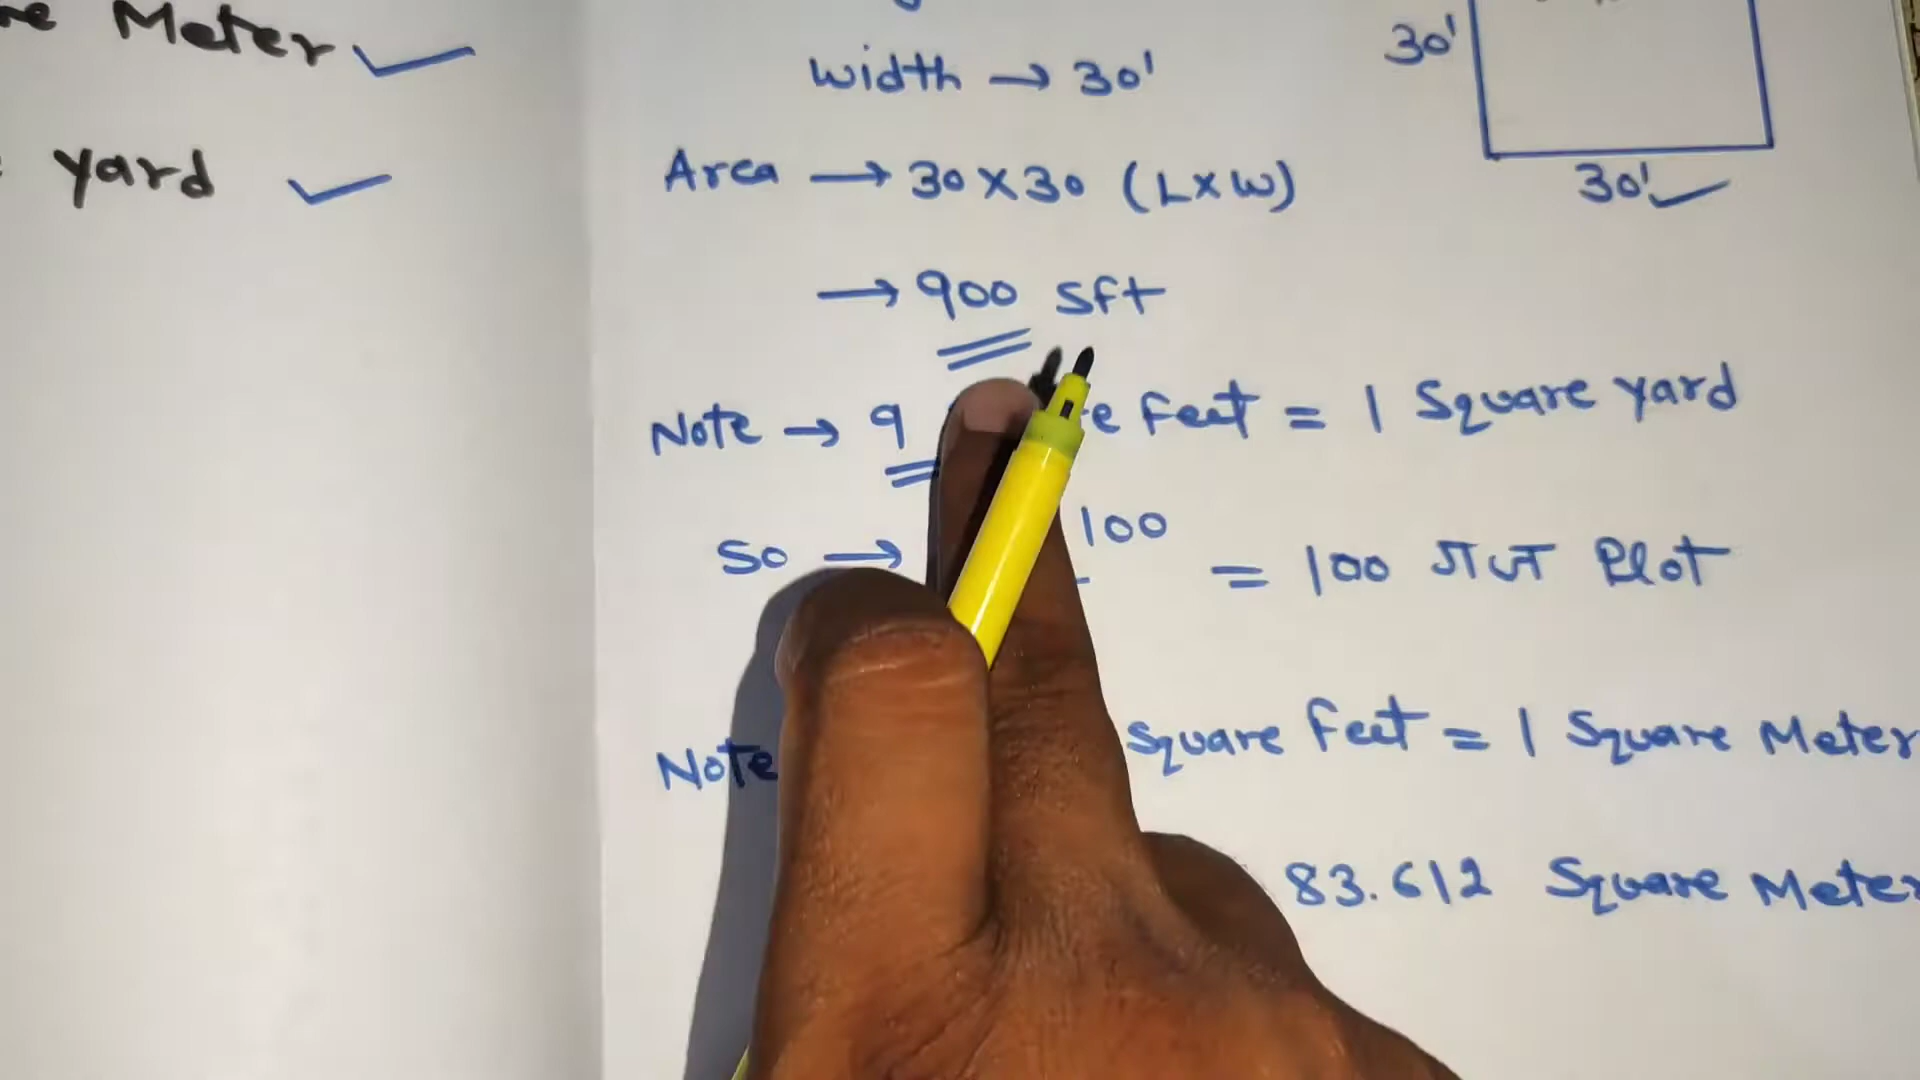 Meter
yard
width → 30'
Area → 30 X 30 (LXW)
→ 900 Sft
30'
30'
Note → 9 Feet = 1 Square yard
So → 100 = 100 गज Plot
Note Square Feet = 1 Square Meter
83.612 Square Meter